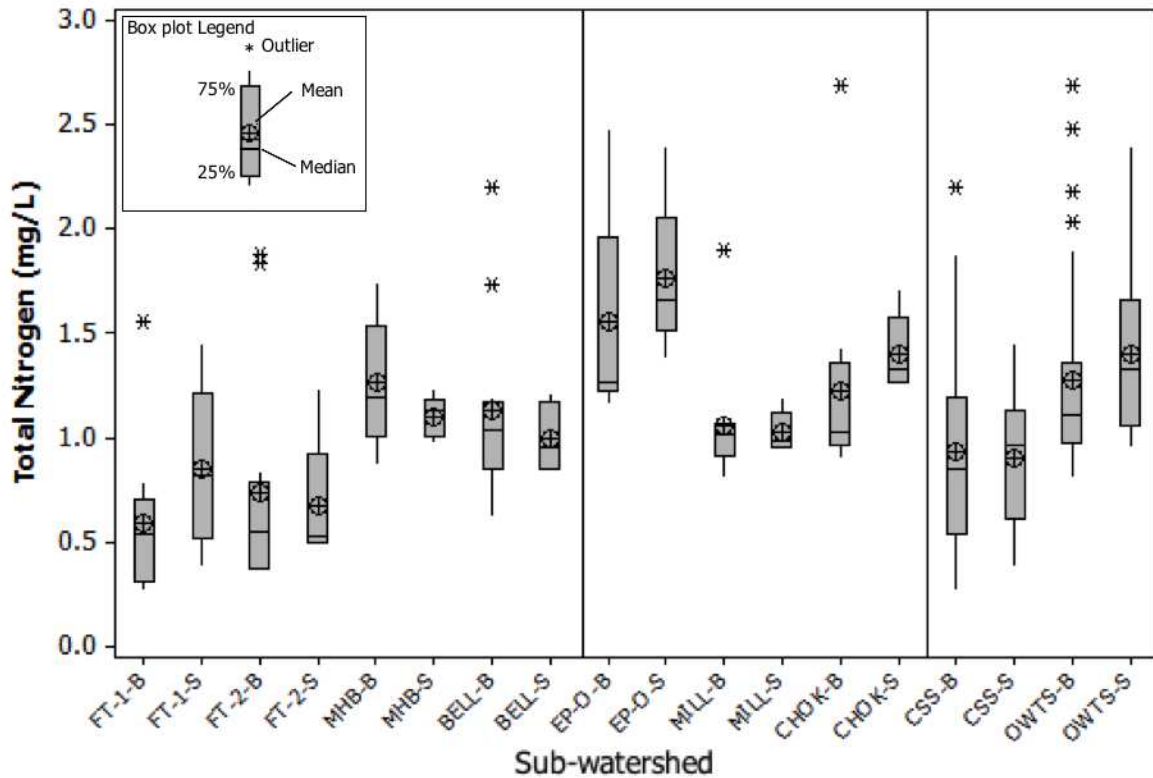 Box plot Legend
* Outlier
75%
Mean
Median
25%
3.0
2.5
2.0
1.5
1.0
0.5
0.0
Total Nitrogen (mg/L)
FT-1-B
FT-1-S
FT-2-B
FT-2-S
MHB-B
MHB-S
BELL-B
BELL-S
EP-O-B
EP-O-S
MILL-B
MILL-S
CHOK-B
CHOK-S
CSS-B
CSS-S
OWTS-B
OWTS-S
Sub-watershed